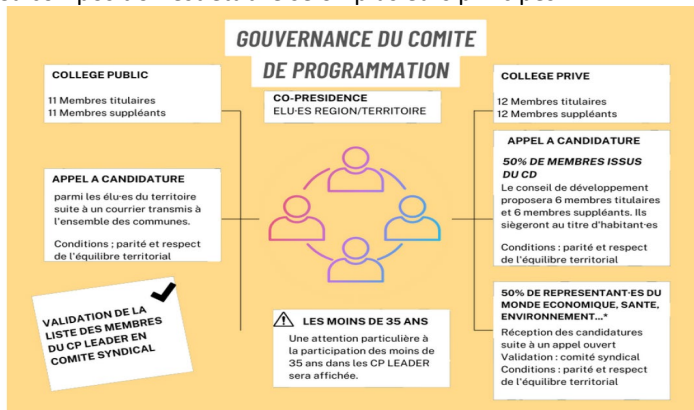 GOUVERNANCE DU COMITE
DE PROGRAMMATION
COLLEGE PUBLIC
11 Membres titulaires
11 Membres suppléants
CO-PRESIDENCE
ELU·ES REGION/TERRITOIRE
COLLEGE PRIVE
12 Membres titulaires
12 Membres suppléants
APPEL A CANDIDATURE
parmi les élu·es du territoire
suite à un courrier transmis à
l'ensemble des communes.
Conditions ; parité et respect
de l'équilibre territorial
APPEL A CANDIDATURE
50% DE MEMBRES ISSUS
DU CD
Le conseil de développement
proposera 6 membres titulaires
et 6 membres suppléants. Ils
siègeront au titre d'habitant·es
Conditions : parité et respect
de l'équilibre territorial
VALIDATION DE LA
LISTE DES MEMBRES
DU CP LEADER EN
COMITE SYNDICAL
LES MOINS DE 35 ANS
Une attention particulière à
la participation des moins de
35 ans dans les CP LEADER
sera affichée.
50% DE REPRESENTANT·ES DU
MONDE ECONOMIQUE, SANTE,
ENVIRONNEMENT...*
Réception des candidatures
suite à un appel ouvert
Validation : comité syndical
Conditions : parité et respect
de l'équilibre territorial